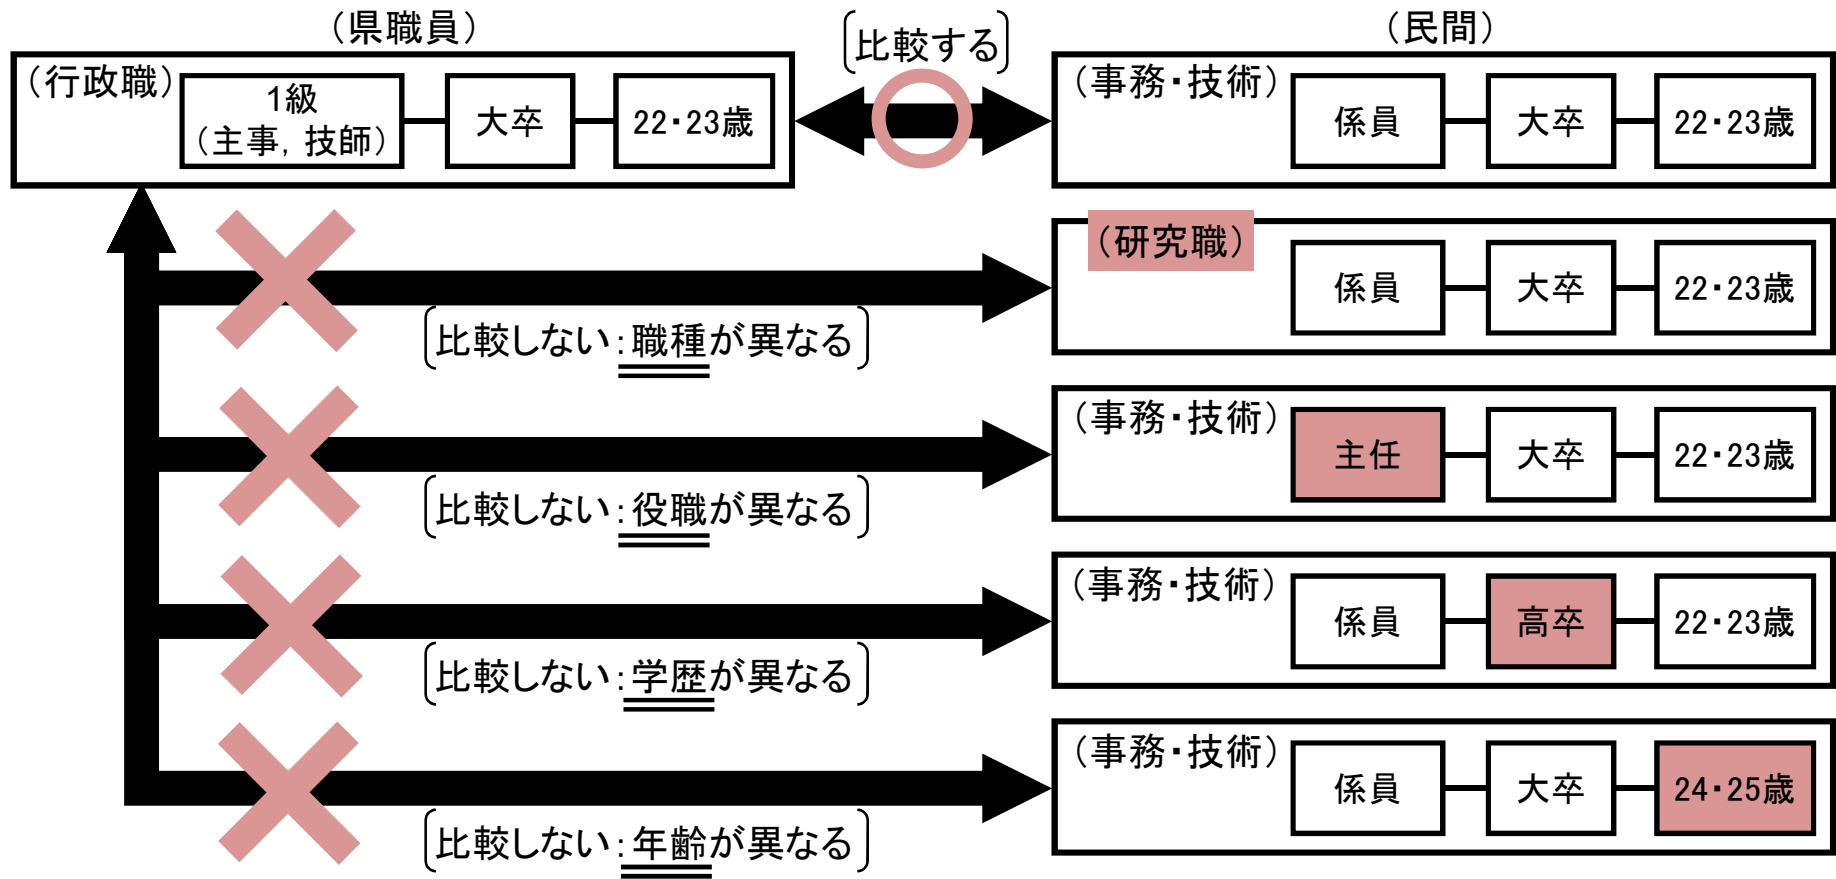 （県職員）
〔比較する〕
（民間）
（行政職）
1級
（主事，技師）
大卒
22・23歳
（事務・技術）
係員
大卒
22・23歳
（研究職）
係員
大卒
22・23歳
〔比較しない：職種が異なる〕
（事務・技術）
主任
大卒
22・23歳
〔比較しない：役職が異なる〕
（事務・技術）
係員
高卒
22・23歳
〔比較しない：学歴が異なる〕
（事務・技術）
係員
大卒
24・25歳
〔比較しない：年齢が異なる〕